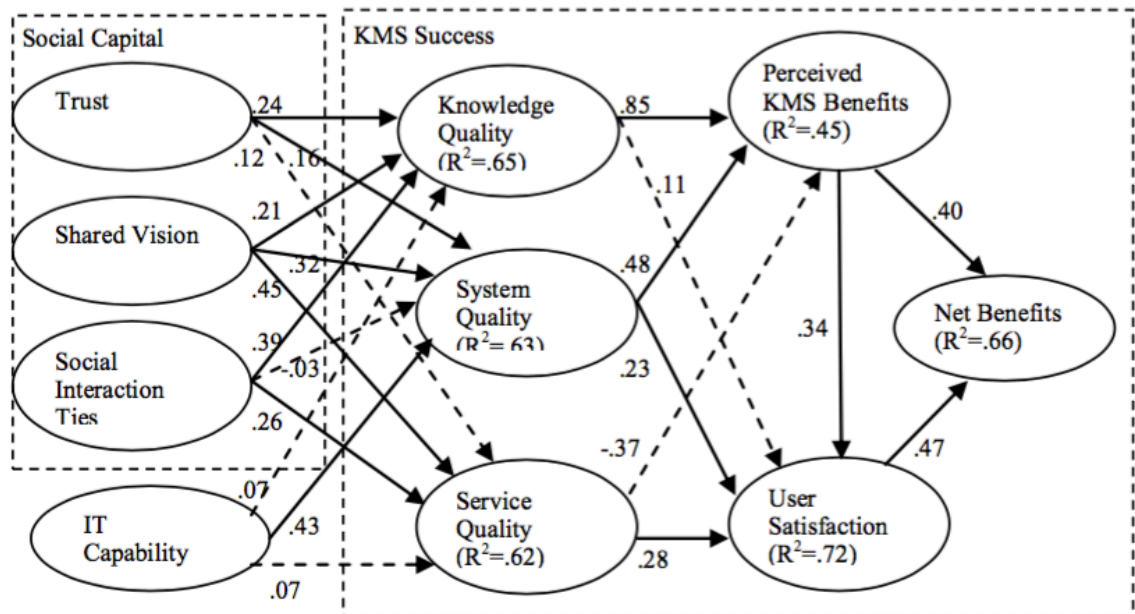 Social Capital
KMS Success
Trust
Shared Vision
Social
Interaction
Ties
IT
Capability
.24
.12
.16
.21
.32
.45
.39
-.03
.26
.07
.43
.07
Knowledge
Quality
(R²=.65)
System
Quality
(R²=.63)
Service
Quality
(R²=.62)
.85
.11
.48
.23
-.37
.28
Perceived
KMS Benefits
(R²=.45)
.34
User
Satisfaction
(R²=.72)
.40
.47
Net Benefits
(R²=.66)